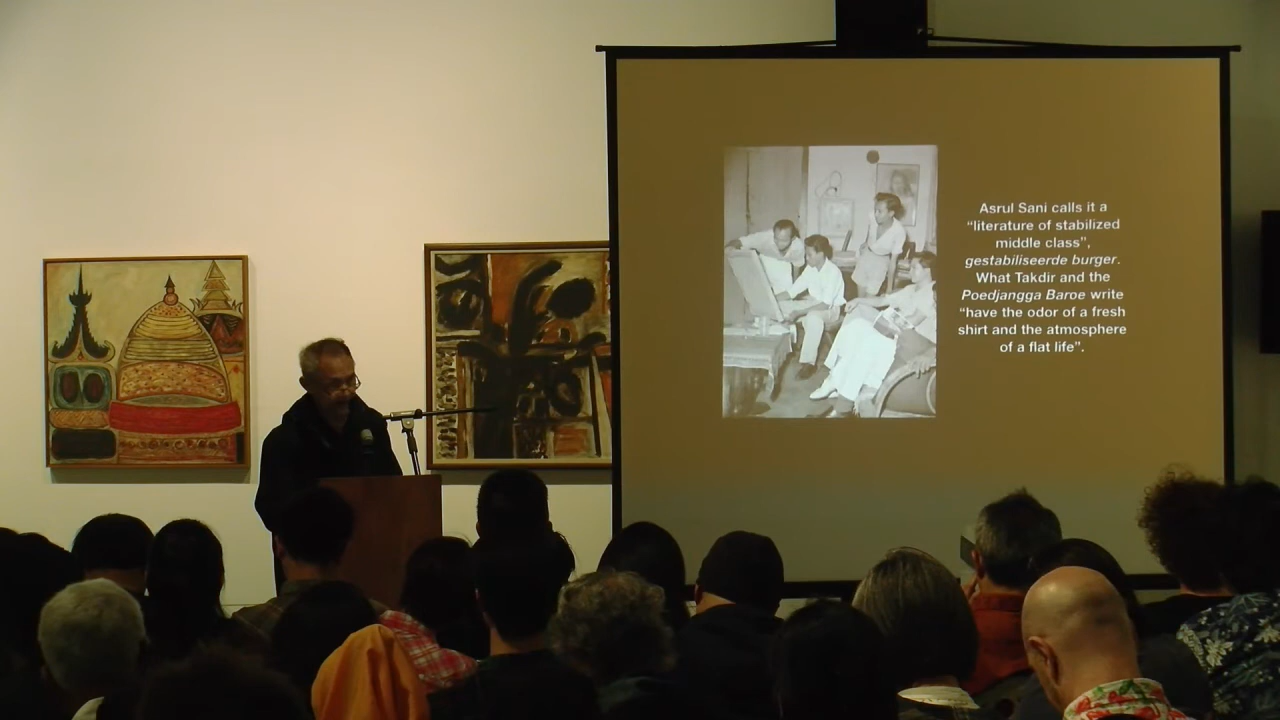 Asrul Sani calls it a
“literature of stabilized
middle class”,
gestabiliseerde burger.
What Takdir and the
Poedjangga Baroe write
“have the odor of a fresh
shirt and the atmosphere
of a flat life”.